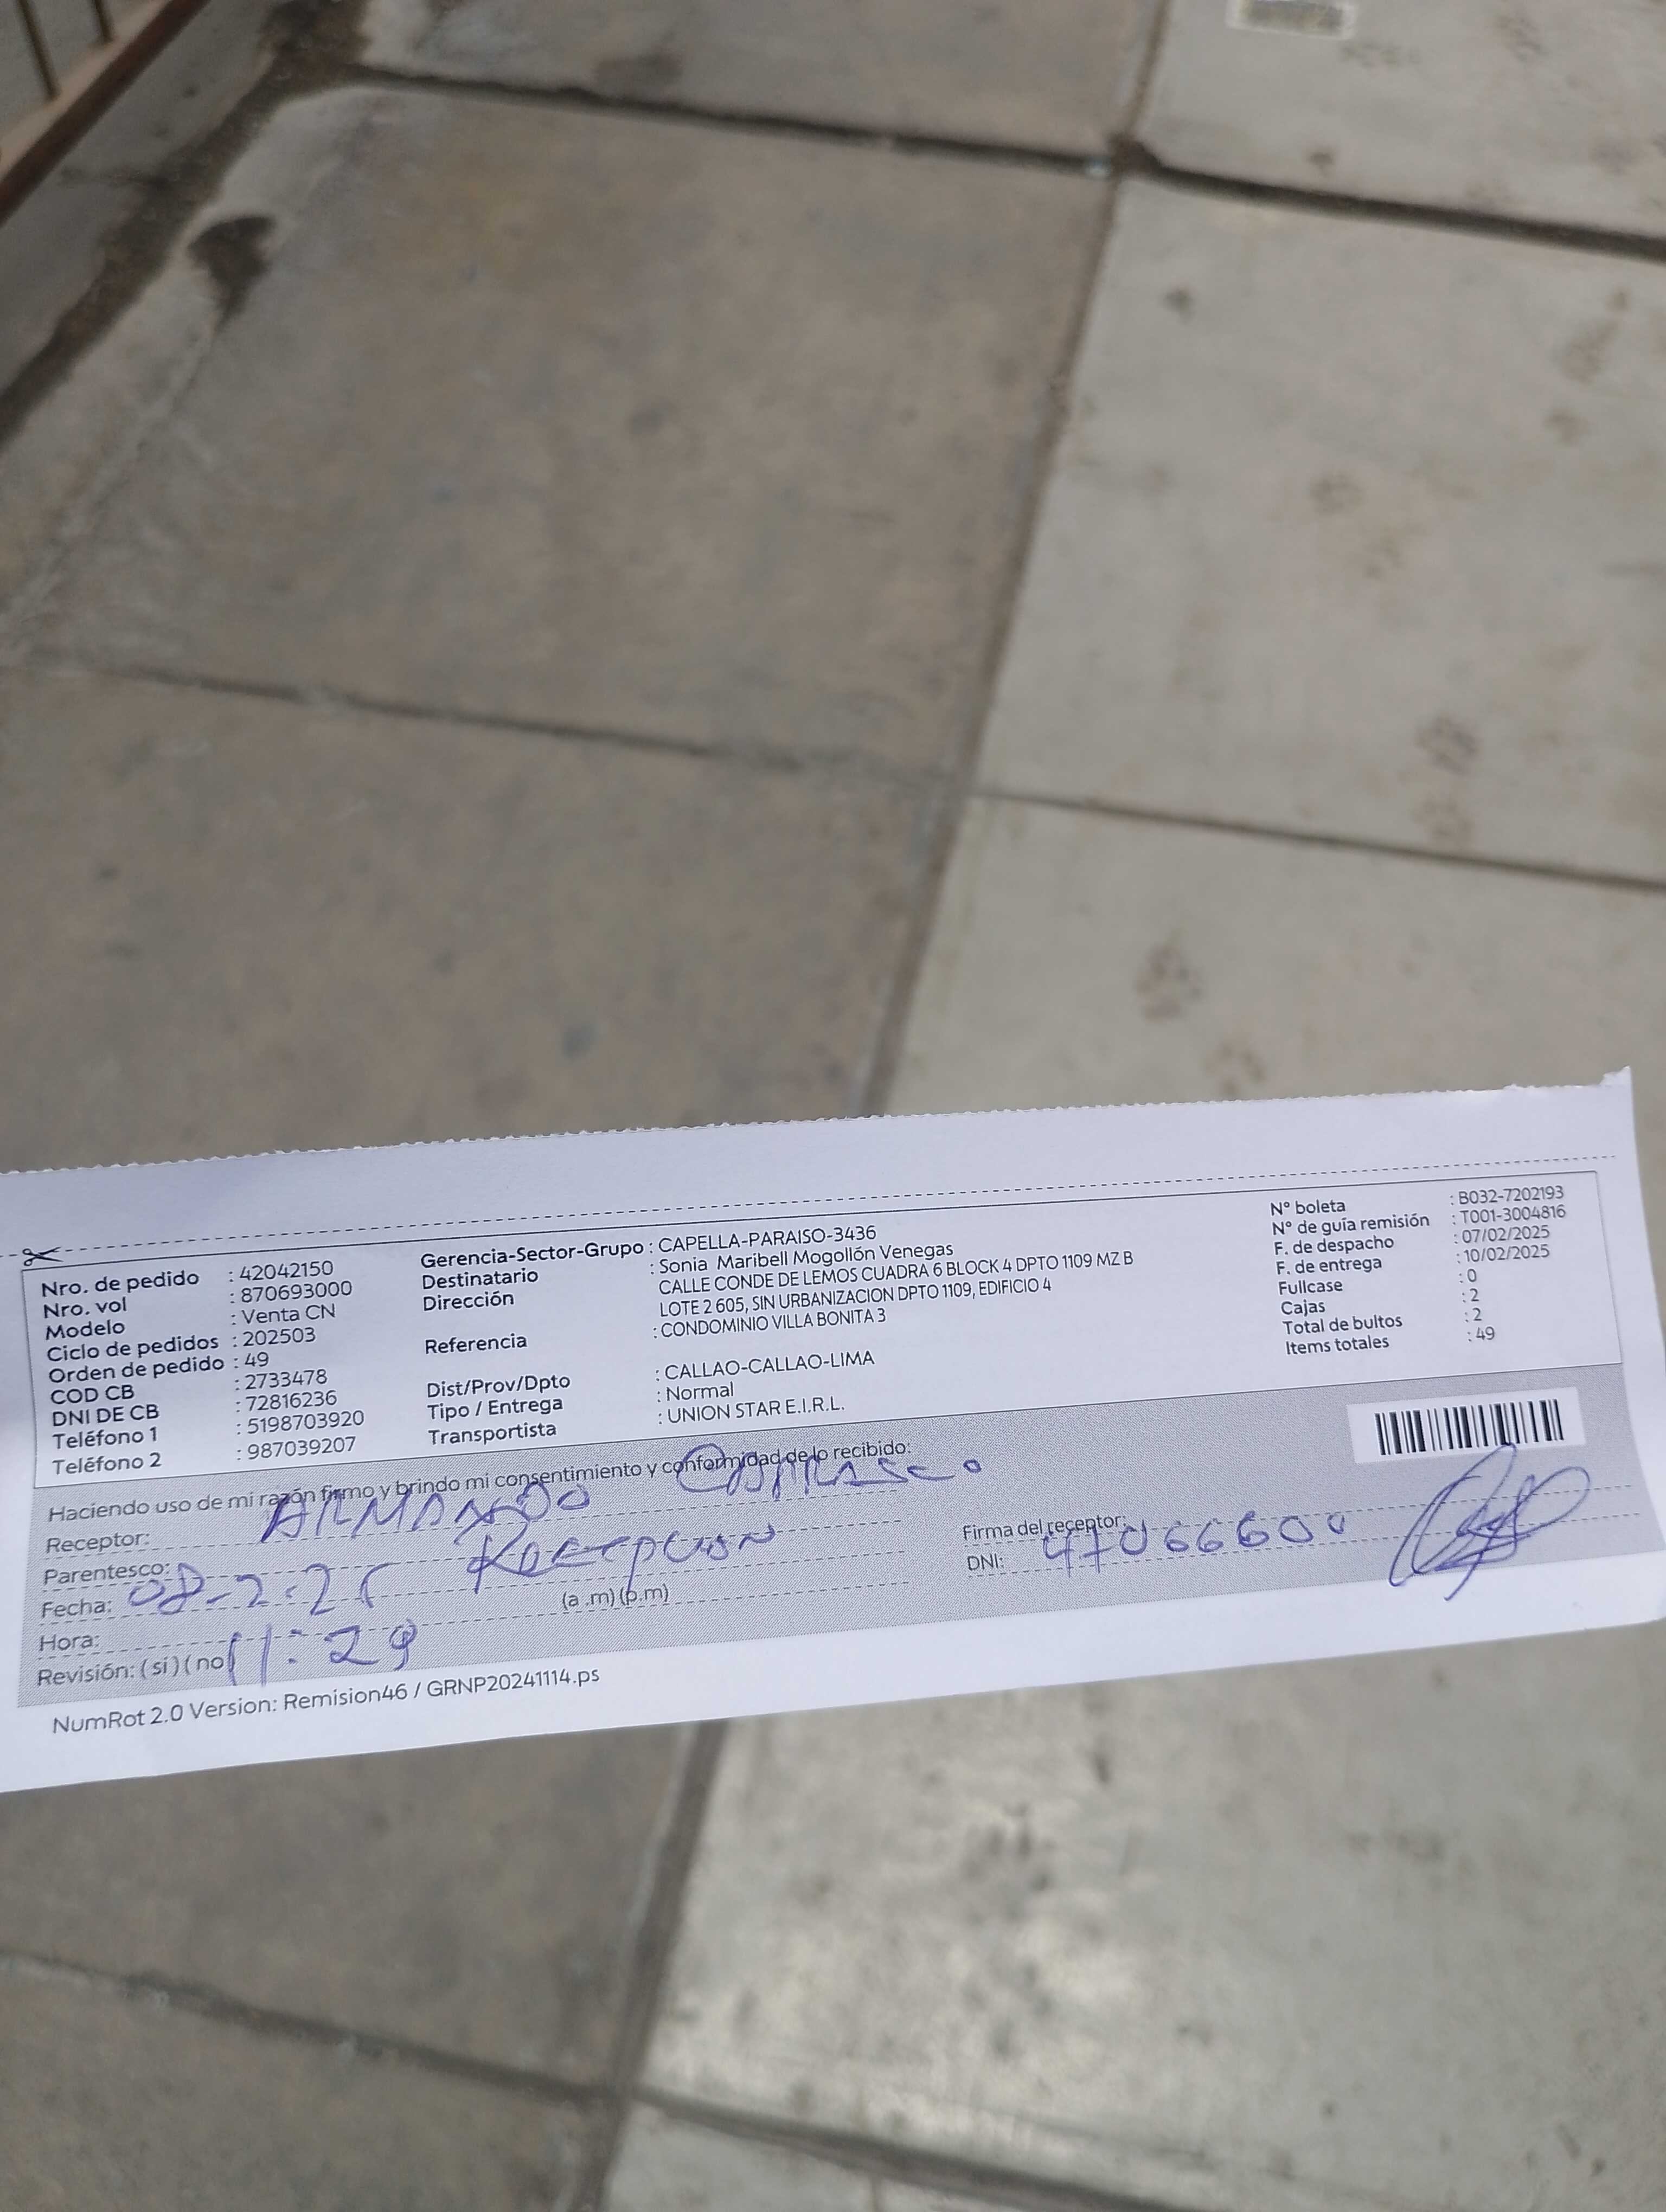 Nro. de pedido : 42042150
Nro. vol : 870693000
Modelo : Venta CN
Ciclo de pedidos : 202503
Orden de pedido : 49
COD CB : 2733478
DNI DE CB : 72816236
Teléfono 1 : 5198703920
Teléfono 2 : 987039207
Gerencia-Sector-Grupo : CAPELLA-PARAISO-3436
Destinatario : Sonia Maribell Mogollón Venegas
Dirección CALLE CONDE DE LEMOS CUADRA 6 BLOCK 4 DPTO 1109 MZ B
LOTE 2 605, SIN URBANIZACION DPTO 1109, EDIFICIO 4
Referencia : CONDOMINIO VILLA BONITA 3
Dist/Prov/Dpto : CALLAO-CALLAO-LIMA
Tipo / Entrega : Normal
Transportista : UNION STAR E.I.R.L.
N° boleta : B032-7202193
N° de guía remisión : T001-3004816
F. de despacho : 07/02/2025
F. de entrega : 10/02/2025
Fullcase : 0
Cajas : 2
Total de bultos : 2
Items totales : 49
Haciendo uso de mi razón firmo y brindo mi consentimiento y conformidad de lo recibido:
Receptor: ARMANDO CARRASCO
Parentesco: Recepcion
Fecha: 08-2-25
Hora: 11:29 (a .m) (p.m)
Revisión: ( si ) ( no
Firma del receptor:
DNI:
NumRot 2.0 Version: Remision46 / GRNP20241114.ps